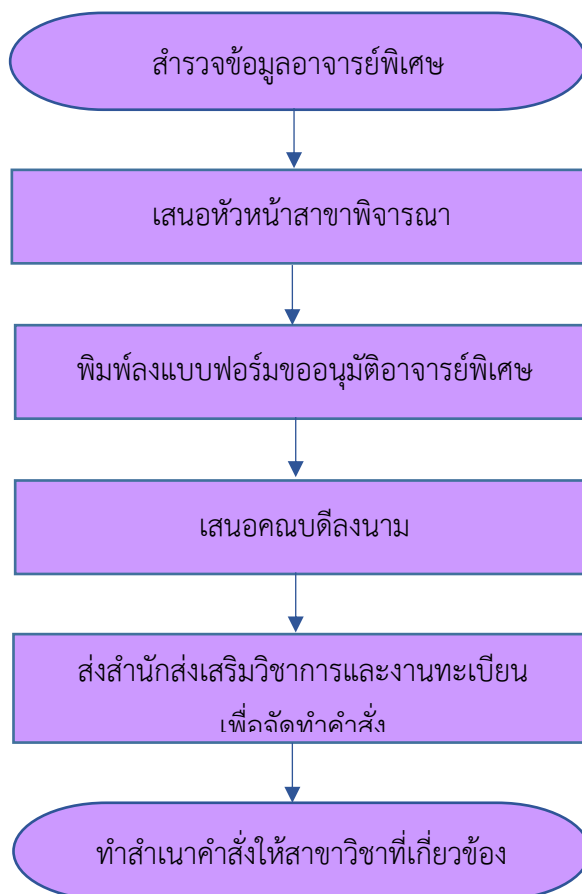 สำรวจข้อมูลอาจารย์พิเศษ
เสนอหัวหน้าสาขาพิจารณา
พิมพ์ลงแบบฟอร์มขออนุมัติอาจารย์พิเศษ
เสนอคณบดีลงนาม
ส่งสำนักส่งเสริมวิชาการและงานทะเบียน
เพื่อจัดทำคำสั่ง
ทำสำเนาคำสั่งให้สาขาวิชาที่เกี่ยวข้อง